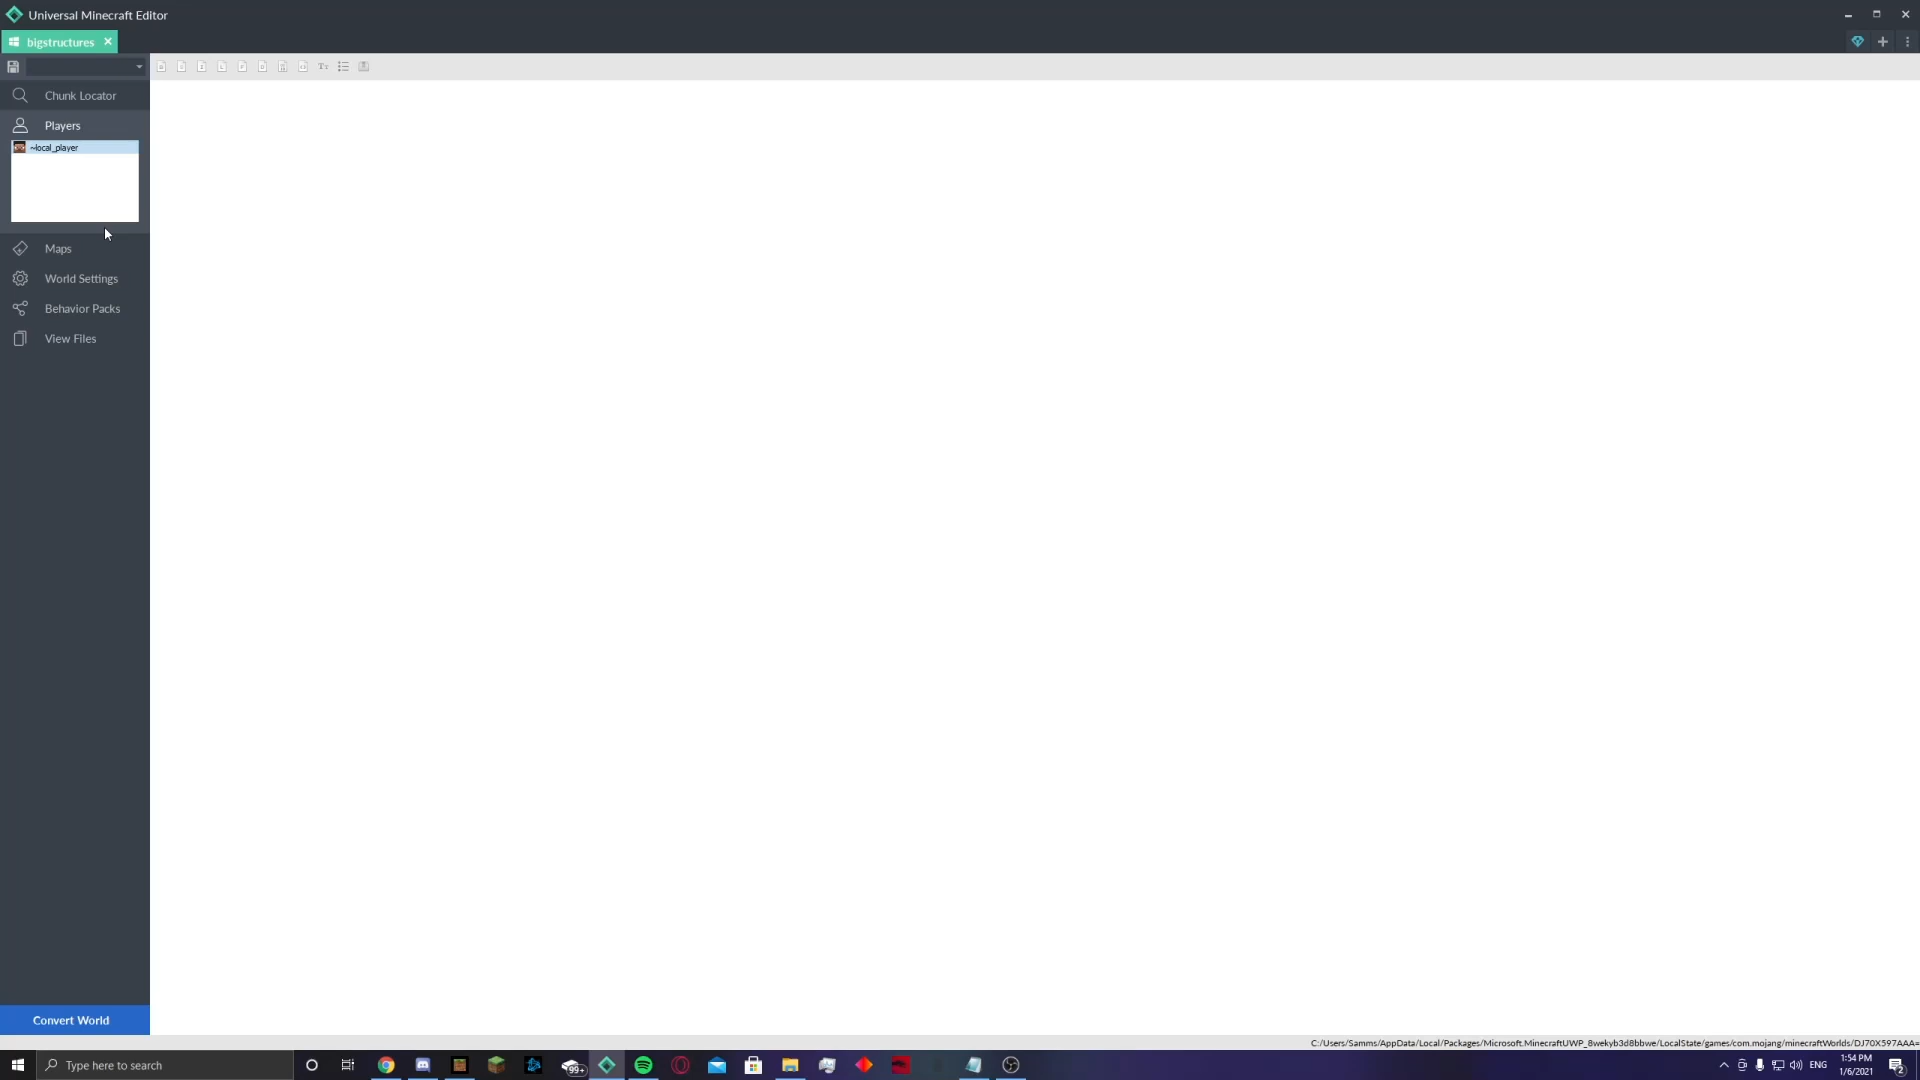 Universal Minecraft Editor
bigstructures
Chunk Locator
Players
~local_player
Maps
World Settings
Behavior Packs
View Files
Convert World
C:/Users/Samms/AppData/Local/Packages/Microsoft.MinecraftUWP_8wekyb3d8bbwe/LocalState/games/com.mojang/minecraftWorlds/DJ70X597AAA=
Type here to search
99+
ENG
1:54 PM
1/6/2021
2